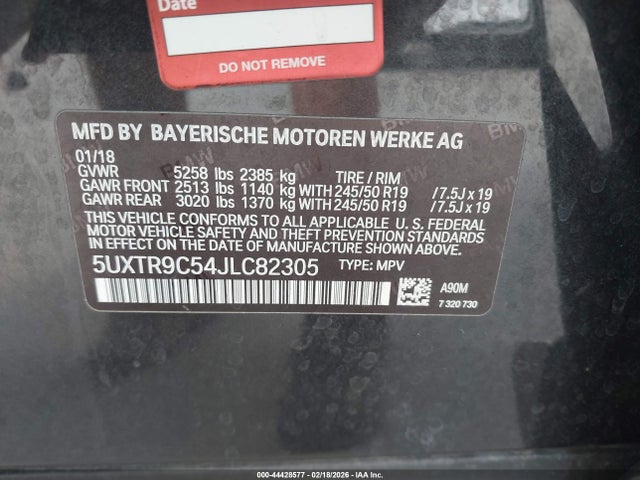 Date
DO NOT REMOVE
MFD BY BAYERISCHE MOTOREN WERKE AG
01/18
GVWR 5258 lbs 2385 kg TIRE / RIM
GAWR FRONT 2513 lbs 1140 kg WITH 245/50 R19 /7.5J x 19
GAWR REAR 3020 lbs 1370 kg WITH 245/50 R19 /7.5J x 19
THIS VEHICLE CONFORMS TO ALL APPLICABLE U.S. FEDERAL
MOTOR VEHICLE SAFETY AND THEFT PREVENTION STANDARDS
IN EFFECT ON THE DATE OF MANUFACTURE SHOWN ABOVE.
5UXTR9C54JLC82305 TYPE: MPV
A90M
7 320 730
000-44428577 - 02/18/2026 - IAA Inc.